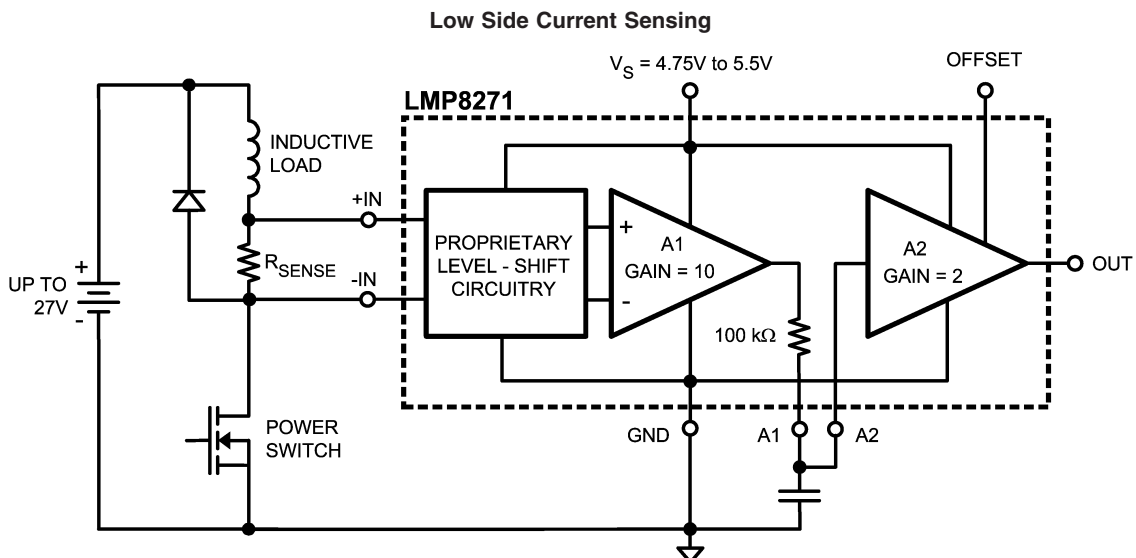 Low Side Current Sensing
V_S = 4.75V to 5.5V
OFFSET
LMP8271
INDUCTIVE
LOAD
+IN
PROPRIETARY
LEVEL - SHIFT
CIRCUITRY
+
A1
GAIN = 10
-
A2
GAIN = 2
OUT
R_SENSE
-IN
+
UP TO
27V
-
100 kΩ
POWER
SWITCH
GND
A1
A2